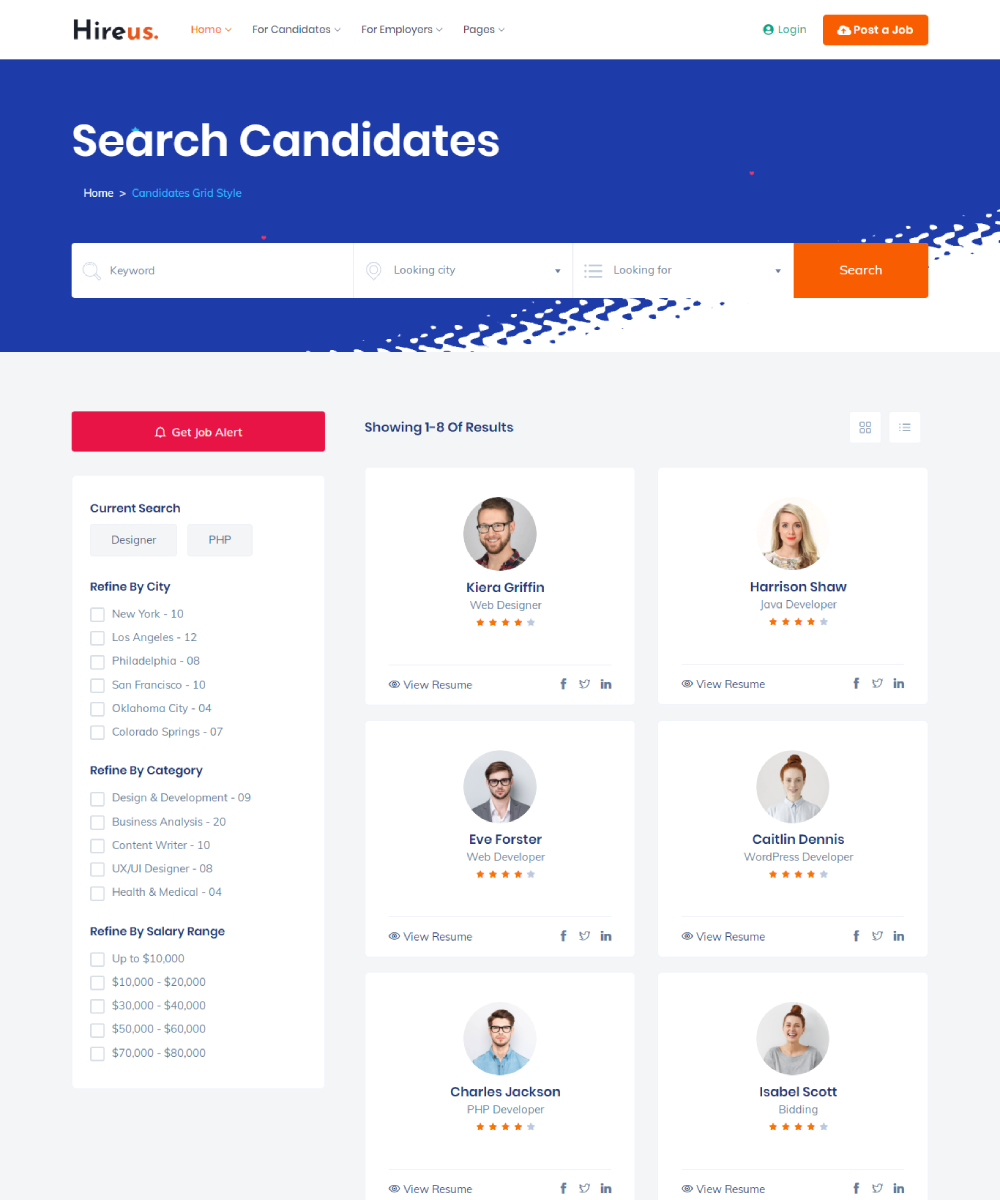 Hireus.
Home
For Candidates
For Employers
Pages
Login
Post a Job
Search Candidates
Home > Candidates Grid Style
Keyword
Looking city
Looking for
Search
Get Job Alert
Showing 1-8 Of Results
Current Search
Designer
PHP
Refine By City
New York - 10
Los Angeles - 12
Philadelphia - 08
San Francisco - 10
Oklahoma City - 04
Colorado Springs - 07
Refine By Category
Design & Development - 09
Business Analysis - 20
Content Writer - 10
UX/UI Designer - 08
Health & Medical - 04
Refine By Salary Range
Up to $10,000
$10,000 - $20,000
$30,000 - $40,000
$50,000 - $60,000
$70,000 - $80,000
Kiera Griffin
Web Designer
View Resume
Harrison Shaw
Java Developer
View Resume
Eve Forster
Web Developer
View Resume
Caitlin Dennis
WordPress Developer
View Resume
Charles Jackson
PHP Developer
View Resume
Isabel Scott
Bidding
View Resume